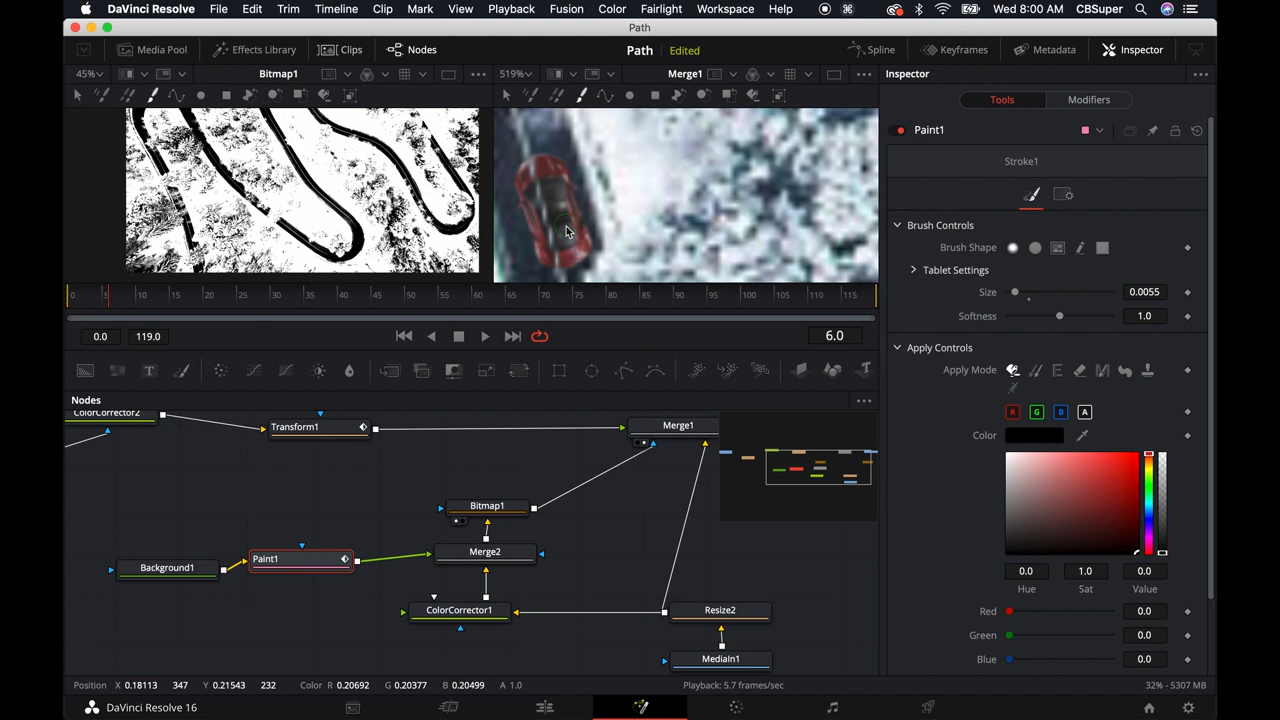 DaVinci Resolve File Edit Trim Timeline Clip Mark View Playback Fusion Color Fairlight Workspace Help Wed 8:00 AM CBSuper
Path
Media Pool Effects Library Clips Nodes Path Edited Spline Keyframes Metadata Inspector
45% Bitmap1 519% Merge1 Inspector
Tools Modifiers
Paint1
Stroke1
Brush Controls
Brush Shape
Tablet Settings
Size 0.0055
Softness 1.0
0 5 10 15 20 25 30 35 40 45 50 55 60 65 70 75 80 85 90 95 100 105 110 115
0.0 119.0 6.0
Apply Controls
Apply Mode
Nodes
R G B A
ColorCorrector2
Transform1 Merge1
Color
Bitmap1
Paint1 Merge2
Background1
0.0 1.0 0.0
Hue Sat Value
ColorCorrector1 Resize2
Red 0.0
Green 0.0
MediaIn1 Blue 0.0
Position X 0.18113 347 Y 0.21543 232 Color R 0.20692 G 0.20377 B 0.20499 A 1.0 Playback: 5.7 frames/sec 32% - 5307 MB
DaVinci Resolve 16